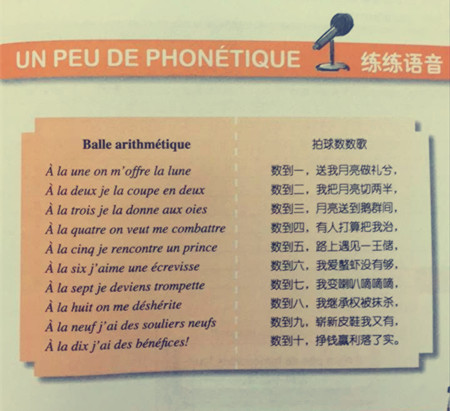 UN PEU DE PHONÉTIQUE 练练语音
Balle arithmétique
À la une on m'offre la lune
À la deux je la coupe en deux
À la trois je la donne aux oies
À la quatre on veut me combattre
À la cinq je rencontre un prince
À la six j'aime une écrevisse
À la sept je deviens trompette
À la huit on me déshérite
À la neuf j'ai des souliers neufs
À la dix j'ai des bénéfices!
拍球数数歌
数到一，送我月亮做礼兮，
数到二，我把月亮切两半，
数到三，月亮送到鹅群间，
数到四，有人打算把我治，
数到五，路上遇见一王储，
数到六，我爱螯虾没有够，
数到七，我变喇叭嘀嘀嘀，
数到八，我继承权被抹杀，
数到九，崭新皮鞋我又有，
数到十，挣钱赢利落了实。